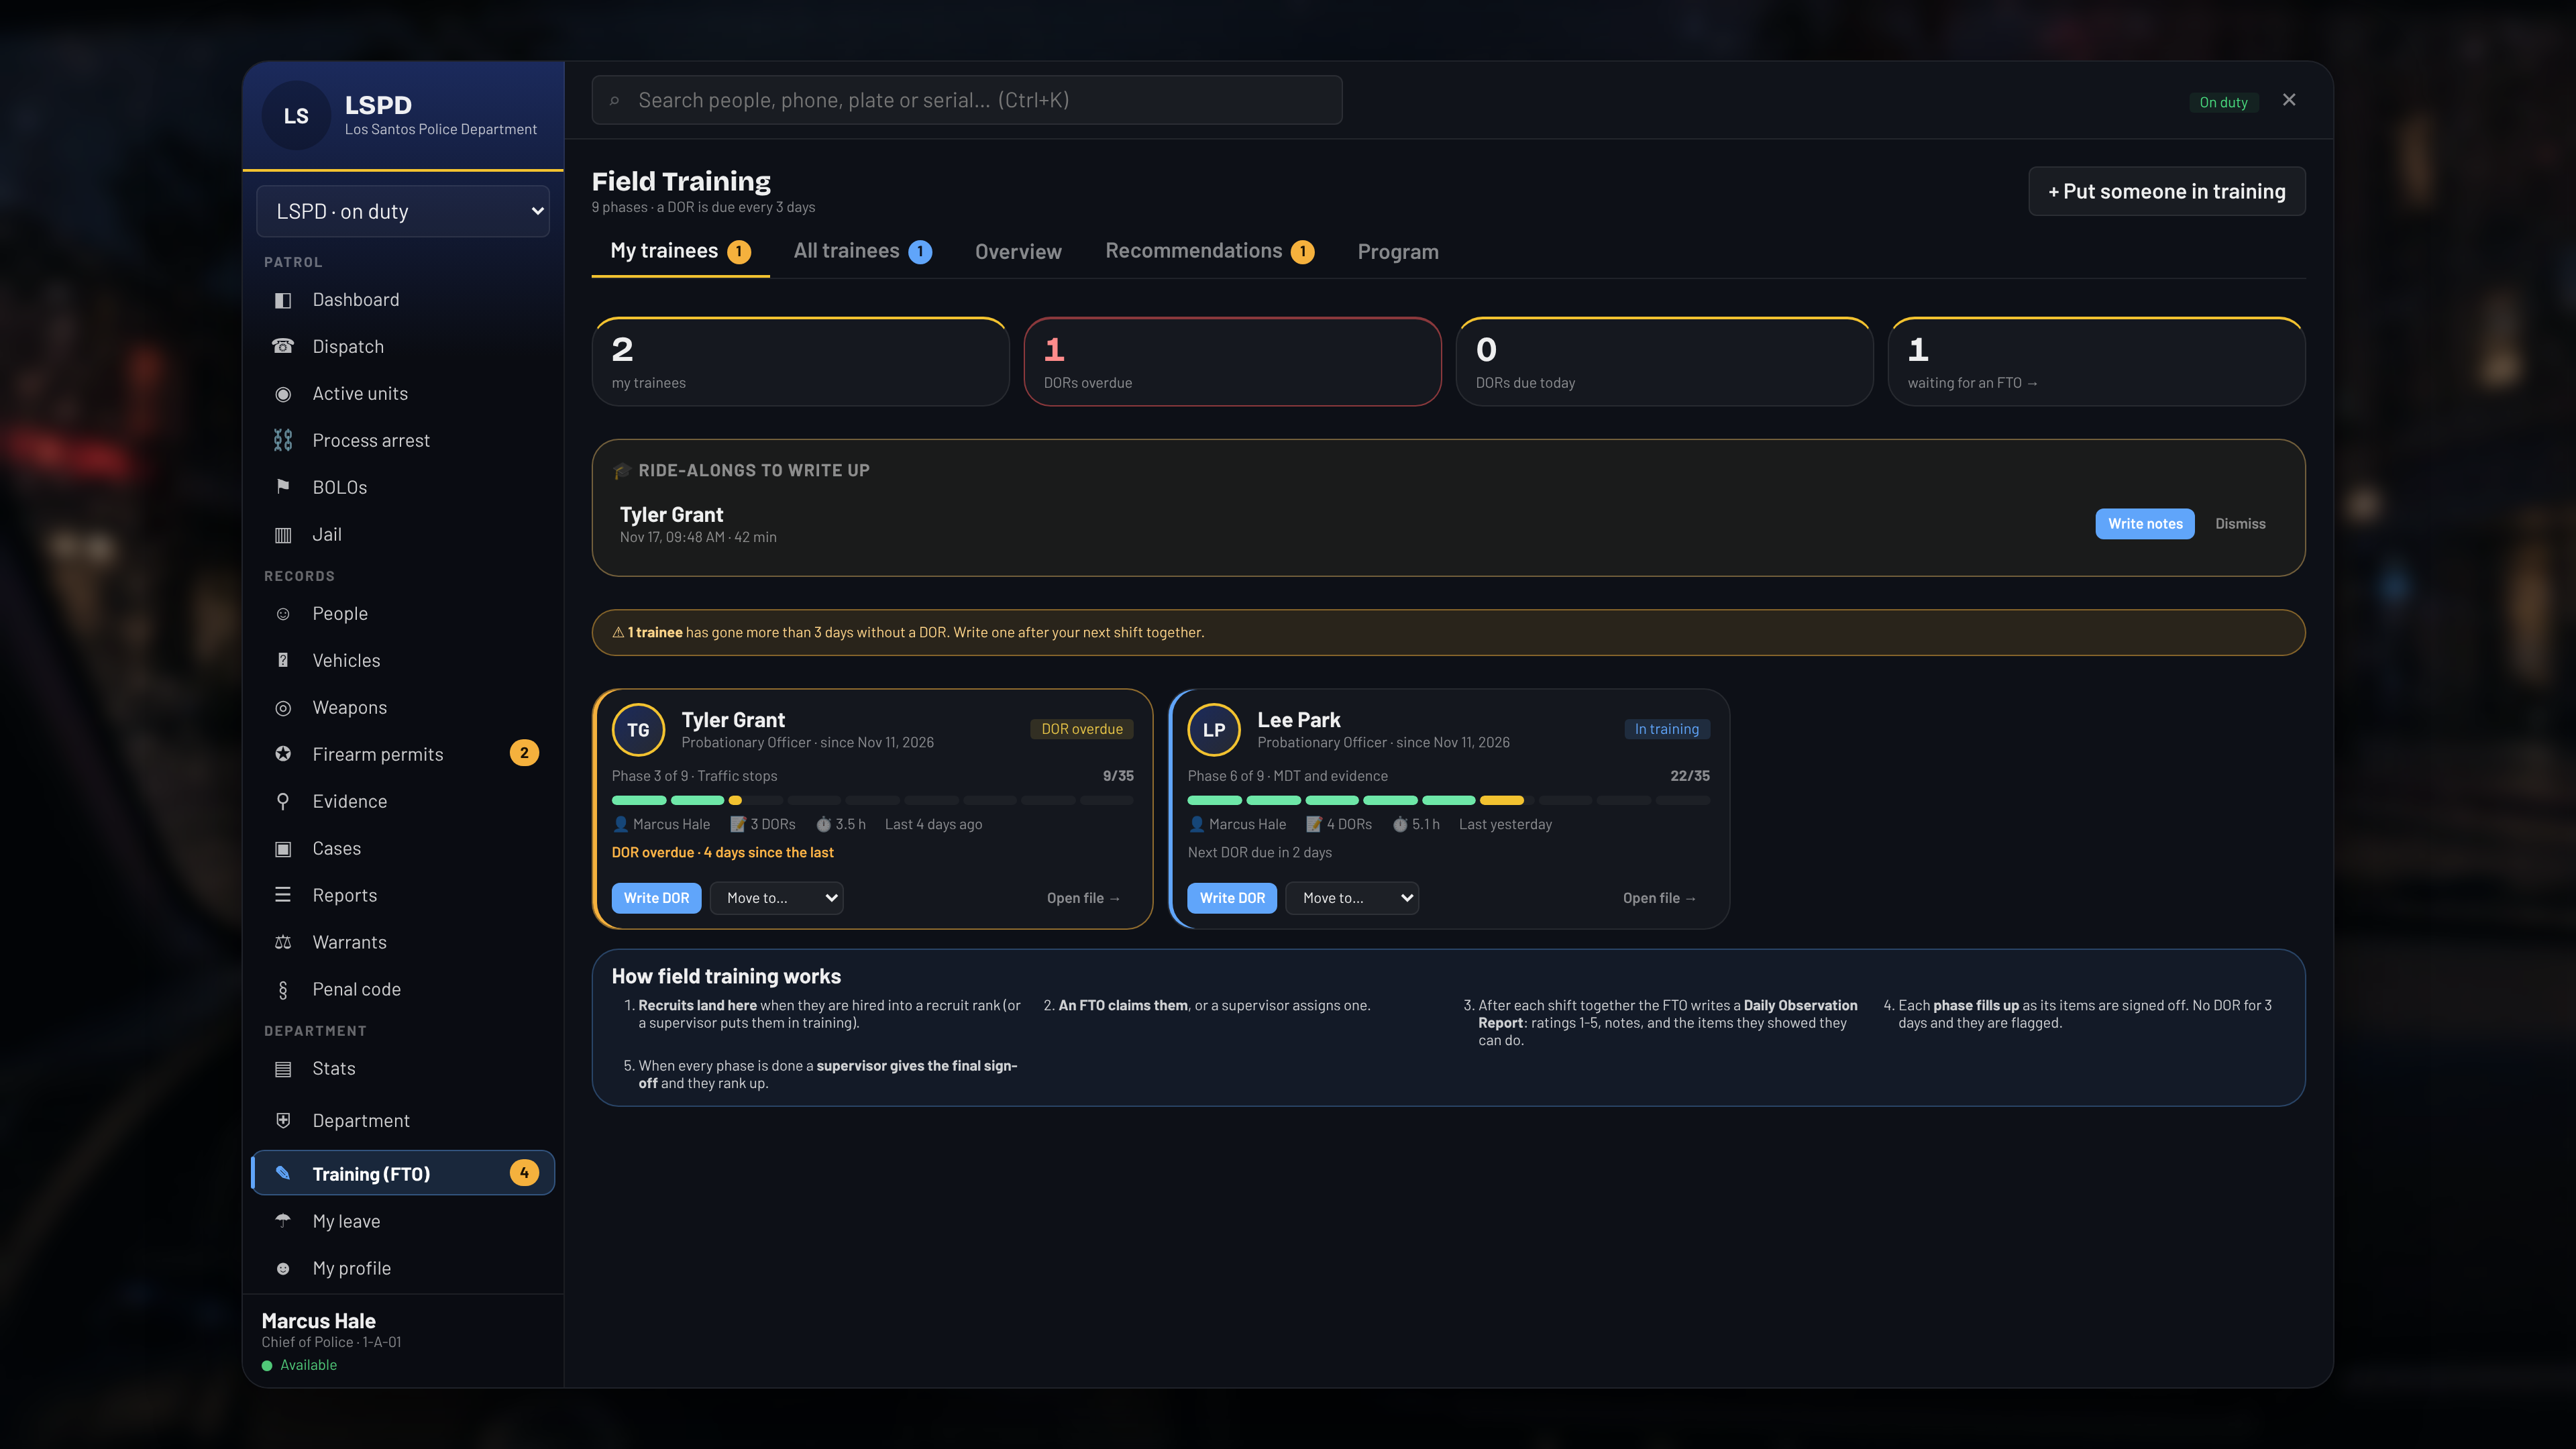 LS
LSPD
Los Santos Police Department
LSPD · on duty
PATROL
Dashboard
Dispatch
Active units
Process arrest
BOLOs
Jail
RECORDS
People
Vehicles
Weapons
Firearm permits 2
Evidence
Cases
Reports
Warrants
§ Penal code
DEPARTMENT
Stats
Department
Training (FTO) 4
My leave
My profile
Marcus Hale
Chief of Police · 1-A-01
Available
Search people, phone, plate or serial... (Ctrl+K)
On duty ✕
Field Training
9 phases · a DOR is due every 3 days
+ Put someone in training
My trainees 1 All trainees 1 Overview Recommendations 1 Program
2
my trainees
1
DORs overdue
0
DORs due today
1
waiting for an FTO →
🎓 RIDE-ALONGS TO WRITE UP
Tyler Grant
Nov 17, 09:48 AM · 42 min
Write notes Dismiss
⚠ 1 trainee has gone more than 3 days without a DOR. Write one after your next shift together.
TG
Tyler Grant
Probationary Officer · since Nov 11, 2026
DOR overdue
Phase 3 of 9 · Traffic stops 9/35
👤 Marcus Hale 📝 3 DORs ⏱ 3.5 h Last 4 days ago
DOR overdue · 4 days since the last
Write DOR Move to... Open file →
LP
Lee Park
Probationary Officer · since Nov 11, 2026
In training
Phase 6 of 9 · MDT and evidence 22/35
👤 Marcus Hale 📝 4 DORs ⏱ 5.1 h Last yesterday
Next DOR due in 2 days
Write DOR Move to... Open file →
How field training works
1. Recruits land here when they are hired into a recruit rank (or
a supervisor puts them in training).
2. An FTO claims them, or a supervisor assigns one.
3. After each shift together the FTO writes a Daily Observation
Report: ratings 1-5, notes, and the items they showed they
can do.
4. Each phase fills up as its items are signed off. No DOR for 3
days and they are flagged.
5. When every phase is done a supervisor gives the final sign-
off and they rank up.